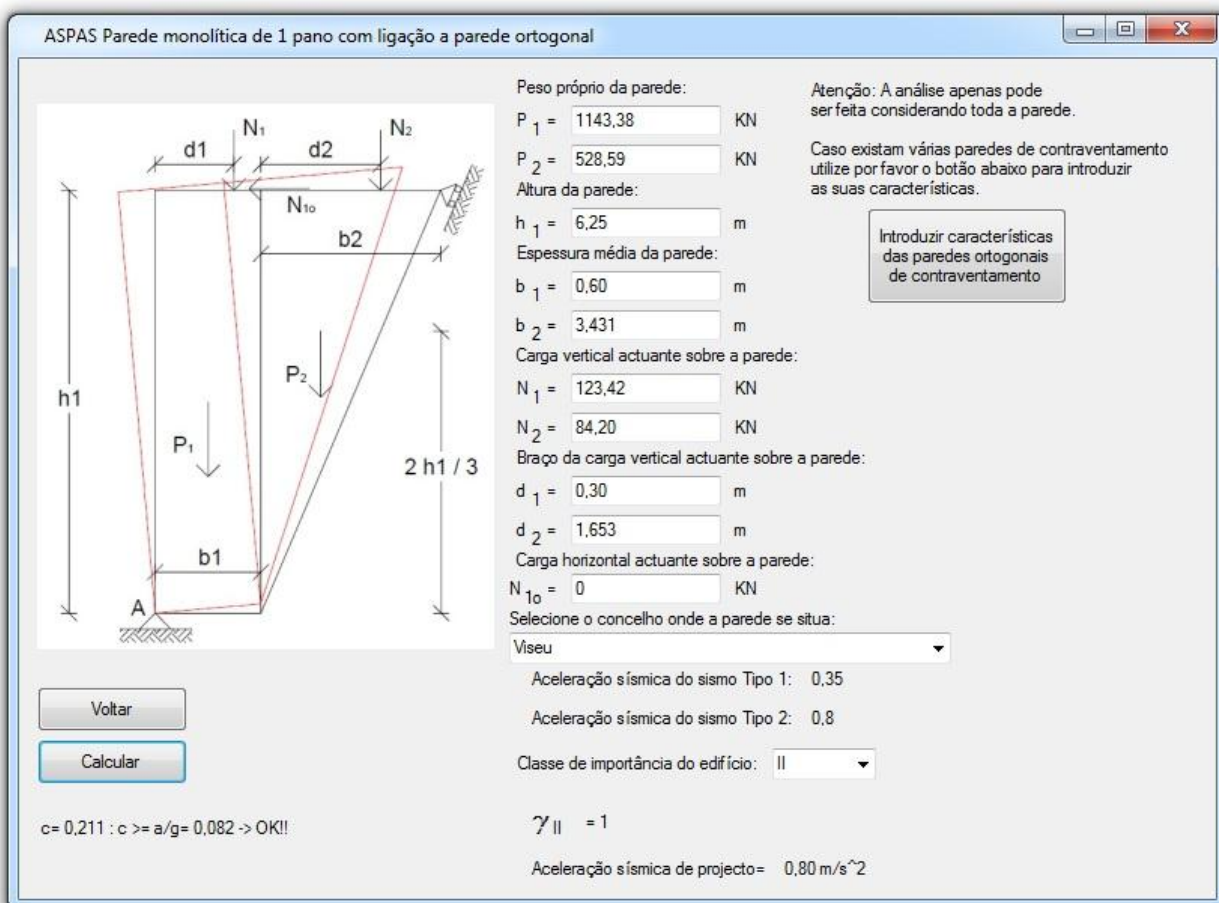 ASPAS Parede monolítica de 1 pano com ligação a parede ortogonal
N1
N2
d1
d2
N1o
b2
h1
P2
P1
2 h1 / 3
b1
A
Voltar
Calcular
c= 0,211 : c >= a/g= 0,082 -> OK!!
Peso próprio da parede:
P 1 = 1143,38 KN
P 2 = 528,59 KN
Altura da parede:
h 1 = 6,25 m
Espessura média da parede:
b 1 = 0,60 m
b 2 = 3,431 m
Carga vertical actuante sobre a parede:
N 1 = 123,42 KN
N 2 = 84,20 KN
Braço da carga vertical actuante sobre a parede:
d 1 = 0,30 m
d 2 = 1,653 m
Carga horizontal actuante sobre a parede:
N 1o = 0 KN
Selecione o concelho onde a parede se situa:
Viseu
Aceleração sísmica do sismo Tipo 1: 0,35
Aceleração sísmica do sismo Tipo 2: 0,8
Classe de importância do edifício: II
γ II = 1
Aceleração sísmica de projecto= 0,80 m/s^2
Atenção: A análise apenas pode
ser feita considerando toda a parede.
Caso existam várias paredes de contraventamento
utilize por favor o botão abaixo para introduzir
as suas características.
Introduzir características
das paredes ortogonais
de contraventamento